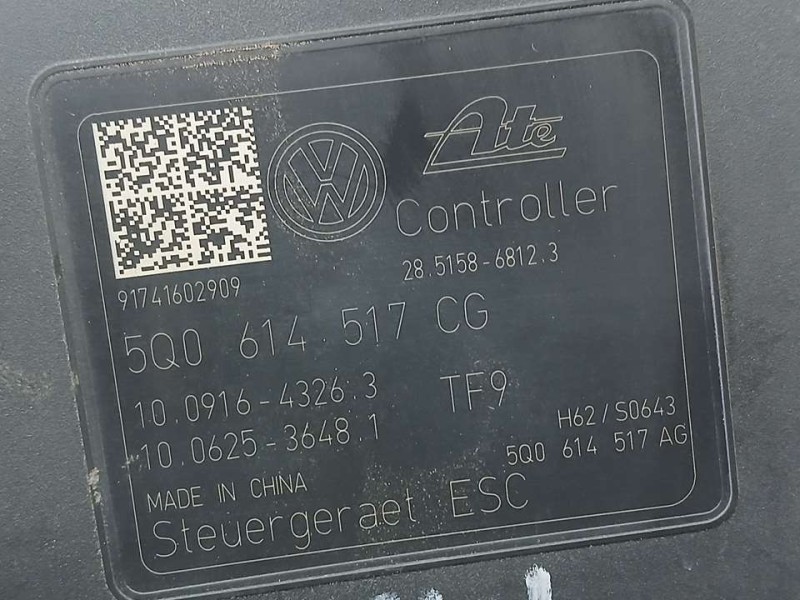 Ate
VW
Controller
28.5158-6812.3
91741602909
5Q0 614 517 CG
10.0916-4326.3 TF9
10.0625-3648.1
H62/S0643
5Q0 614 517 AG
MADE IN CHINA
Steuergeraet ESC